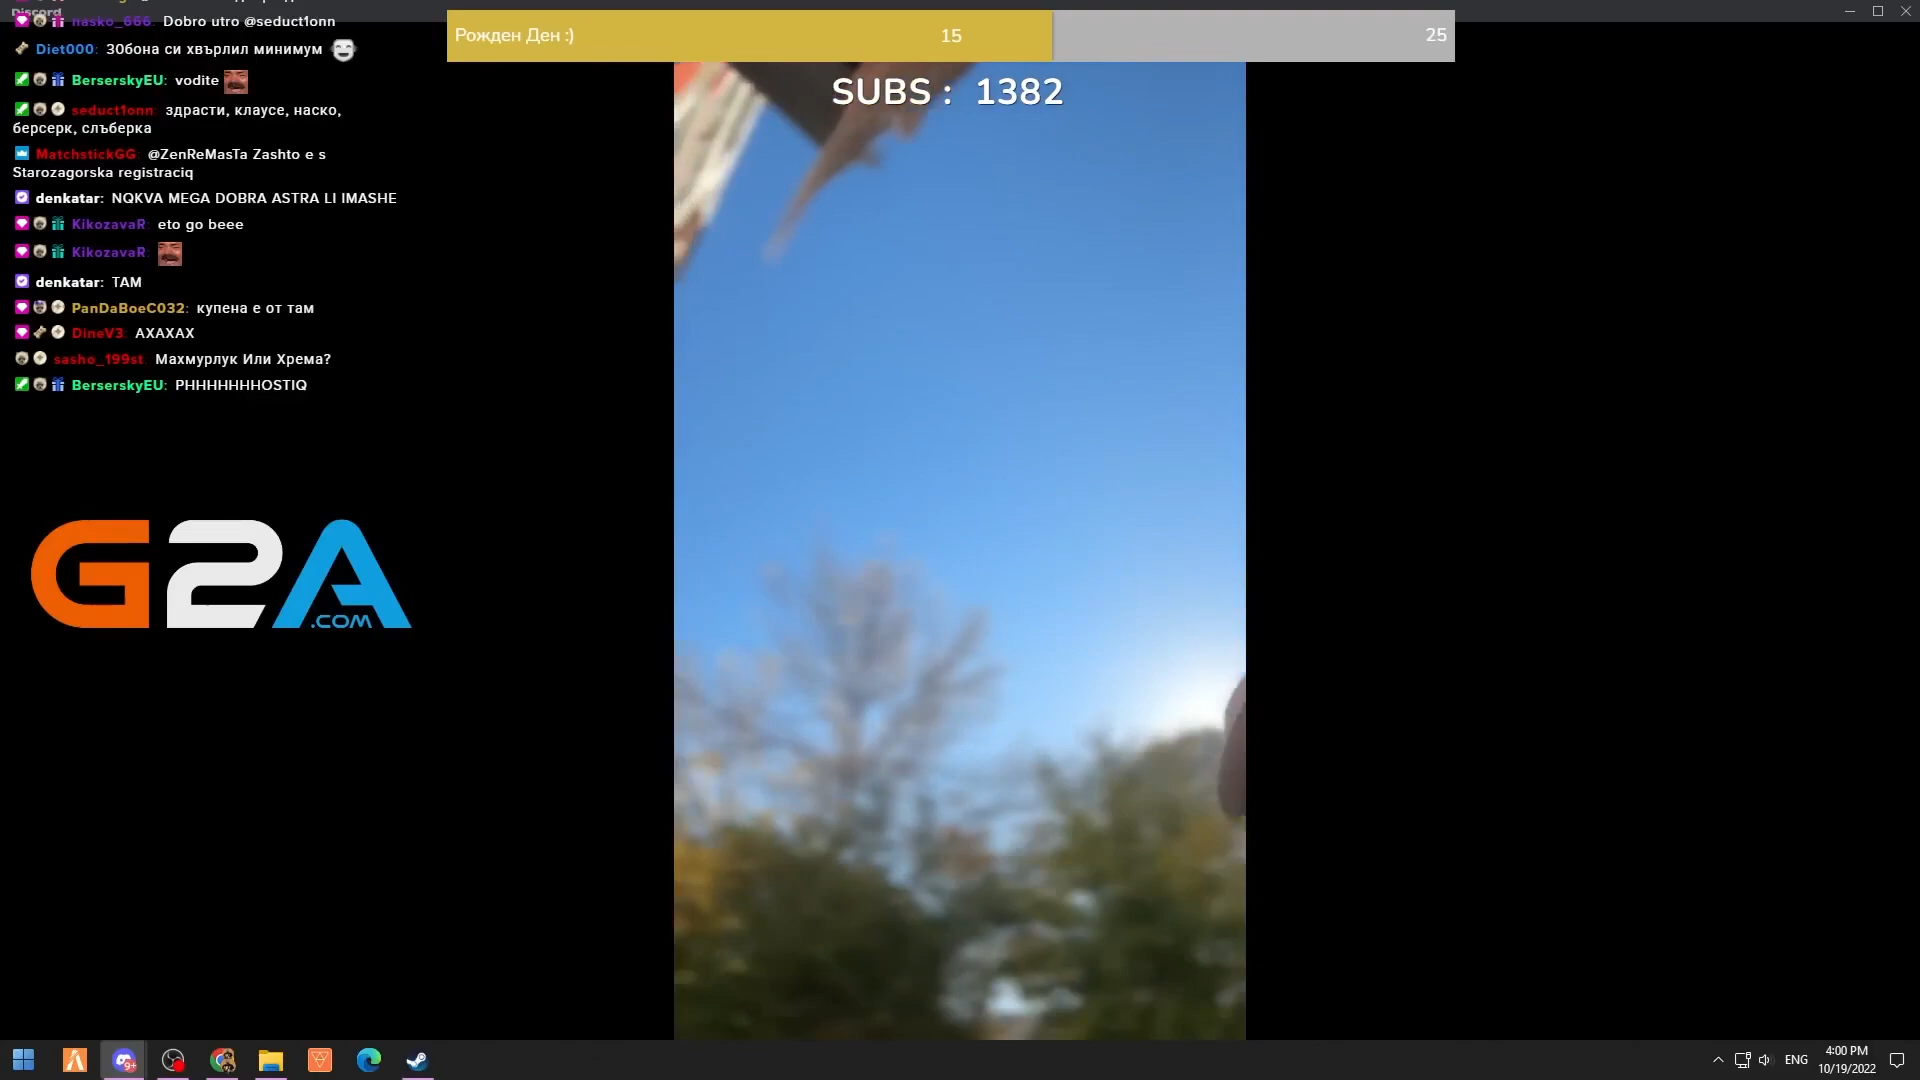 Discord
nasko_666: Dobro utro @seduct1onn
Рожден Ден :)
15
25
Diet000: 30бона си хвърлил минимум
SUBS : 1382
BerserskyEU: vodite
seduct1onn: здрасти, клаусе, наско,
берсерк, слъберка
MatchstickGG: @ZenReMasTa Zashto e s
Starozagorska registraciq
denkatar: NQKVA MEGA DOBRA ASTRA LI IMASHE
KikozavaR: eto go beee
KikozavaR:
denkatar: TAM
PanDaBoeC032: купена е от там
DineV3: AXAXAX
sasho_199st: Махмурлук Или Хрема?
BerserskyEU: PHHHHHHHOSTIQ
G2A
.COM
9+
ENG
4:00 PM
10/19/2022